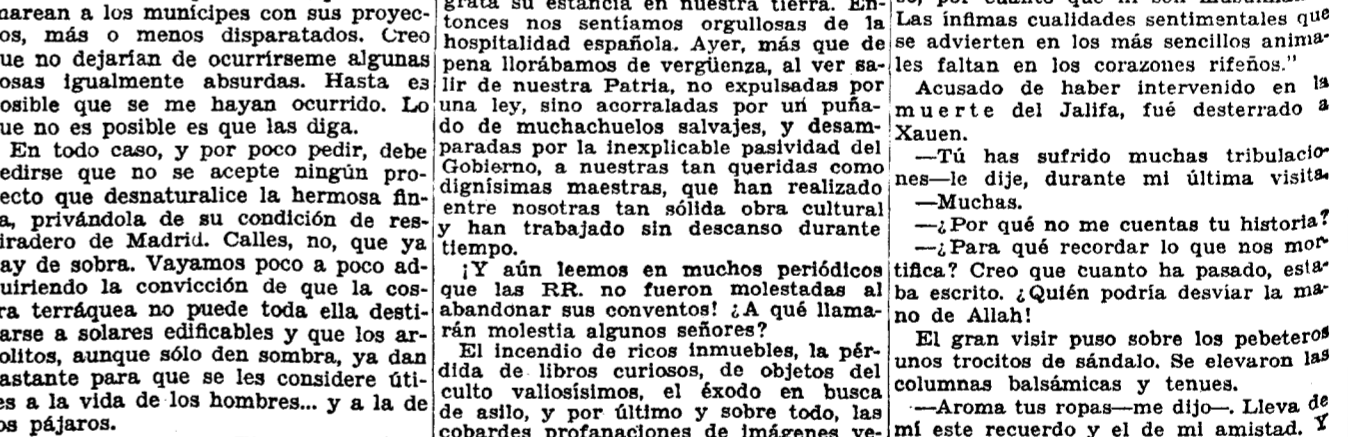 marean a los munícipes con sus proyec-
os, más o menos disparatados. Creo
ue no dejarían de ocurrírseme algunas
osas igualmente absurdas. Hasta es
osible que se me hayan ocurrido. Lo
ue no es posible es que las diga.
En todo caso, y por poco pedir, debe
edirse que no se acepte ningún pro-
ecto que desnaturalice la hermosa fin-
a, privándola de su condición de res-
iradero de Madrid. Calles, no, que ya
ay de sobra. Vayamos poco a poco ad-
uiriendo la convicción de que la cos-
ra terráquea no puede toda ella desti-
arse a solares edificables y que los ar-
olitos, aunque sólo den sombra, ya dan
astante para que se les considere úti-
es a la vida de los hombres... y a la de
os pájaros.
grata su estancia en nuestra tierra. En-
tonces nos sentíamos orgullosas de la
hospitalidad española. Ayer, más que de
pena llorábamos de vergüenza, al ver sa-
lir de nuestra Patria, no expulsadas por
una ley, sino acorraladas por un puña-
do de muchachuelos salvajes, y desam-
paradas por la inexplicable pasividad del
Gobierno, a nuestras tan queridas como
dignísimas maestras, que han realizado
entre nosotras tan sólida obra cultural
y han trabajado sin descanso durante
tiempo.
¡Y aún leemos en muchos periódicos
que las RR. no fueron molestadas al
abandonar sus conventos! ¿A qué llama-
rán molestia algunos señores?
El incendio de ricos inmuebles, la pér-
dida de libros curiosos, de objetos del
culto valiosísimos, el éxodo en busca
de asilo, y por último y sobre todo, las
cobardes profanaciones de imágenes ve-
Las ínfimas cualidades sentimentales que
se advierten en los más sencillos anima-
les faltan en los corazones rifeños."
Acusado de haber intervenido en la
muerte del Jalifa, fué desterrado a
Xauen.
—Tú has sufrido muchas tribulacio-
nes—le dije, durante mi última visita.
—Muchas.
—¿Por qué no me cuentas tu historia?
—¿Para qué recordar lo que nos mor-
tifica? Creo que cuanto ha pasado, esta-
ba escrito. ¿Quién podría desviar la ma-
no de Allah!
El gran visir puso sobre los pebeteros
unos trocitos de sándalo. Se elevaron las
columnas balsámicas y tenues.
—Aroma tus ropas—me dijo—. Lleva de
mí este recuerdo y el de mi amistad. Y